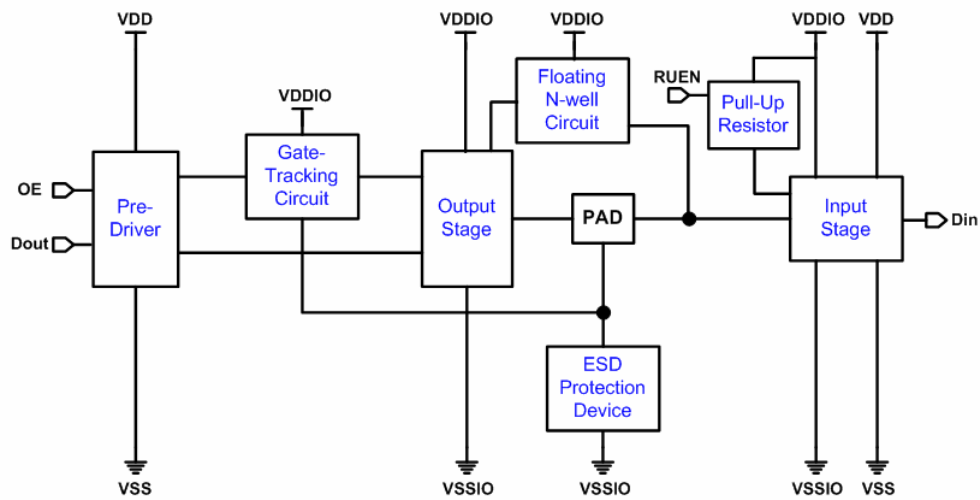 VDD
VDDIO
VDDIO
VDDIO
VDD
RUEN
Floating
N-well
Circuit
Pull-Up
Resistor
VDDIO
Gate-
Tracking
Circuit
OE
Dout
Pre-
Driver
Output
Stage
PAD
Input
Stage
Din
ESD
Protection
Device
VSS
VSSIO
VSSIO
VSSIO
VSS